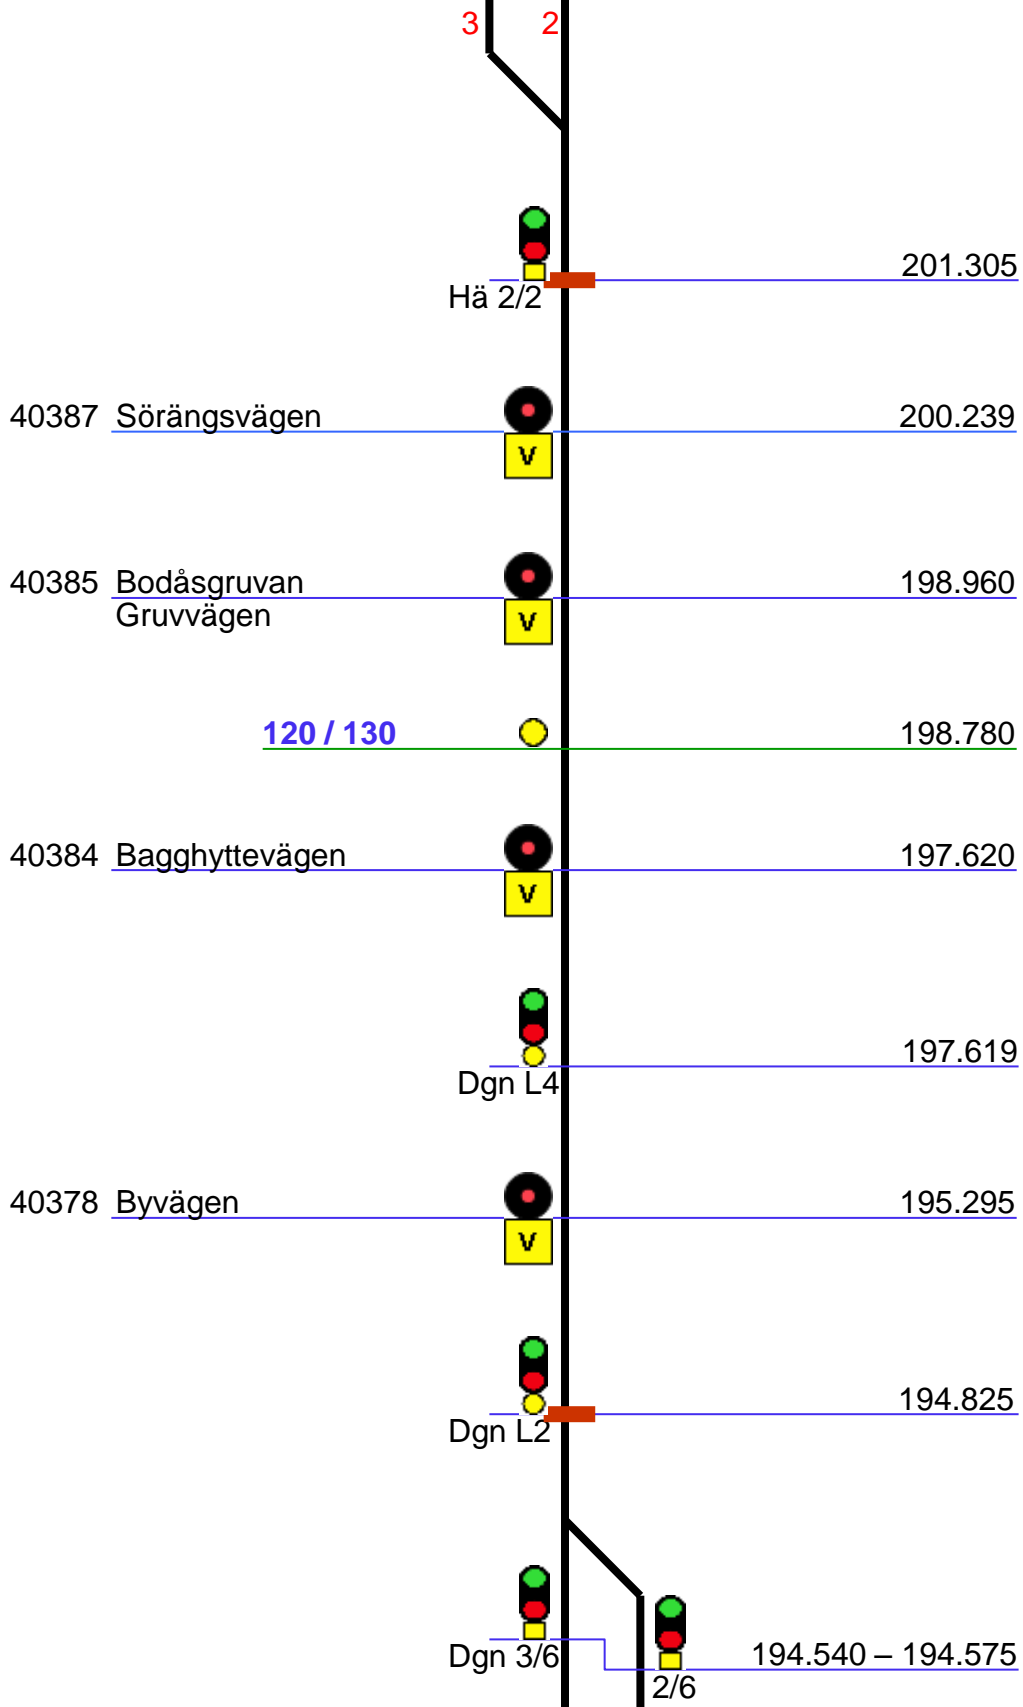 3 2
201.305
Hä 2/2
40387 Sörängsvägen 200.239
V
40385 Bodåsgruvan 198.960
Gruvvägen
V
120 / 130 198.780
40384 Bagghyttevägen 197.620
V
197.619
Dgn L4
40378 Byvägen 195.295
V
194.825
Dgn L2
Dgn 3/6 194.540 – 194.575
2/6